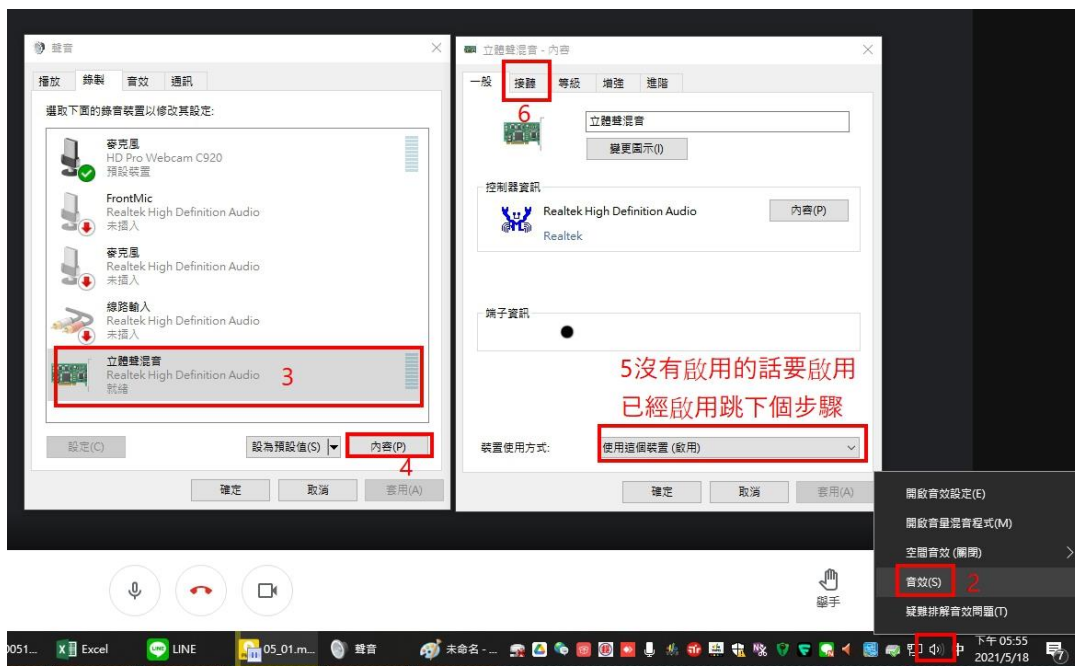 聲音
播放 錄製 音效 通訊
選取下面的錄音裝置以修改其設定:
麥克風
HD Pro Webcam C920
預設裝置
FrontMic
Realtek High Definition Audio
未插入
麥克風
Realtek High Definition Audio
未插入
線路輸入
Realtek High Definition Audio
未插入
立體聲混音
Realtek High Definition Audio
就緒
3
設定(C) 設為預設值(S) 內容(P)
4
確定 取消 套用(A)
立體聲混音 - 內容
一般 接聽 等級 增強 進階
6
立體聲混音
變更圖示(I)
控制器資訊
Realtek High Definition Audio
內容(P)
Realtek
端子資訊
5沒有啟用的話要啟用
已經啟用跳下個步驟
裝置使用方式: 使用這個裝置 (啟用)
確定 取消 套用(A)
開啟音效設定(E)
開啟音量混音程式(M)
空間音效 (關閉)
音效(S) 2
疑難排解音效問題(T)
舉手
0051... Excel LINE 05_01.m... 聲音 未命名 - ... 中 下午 05:55
2021/5/18 7